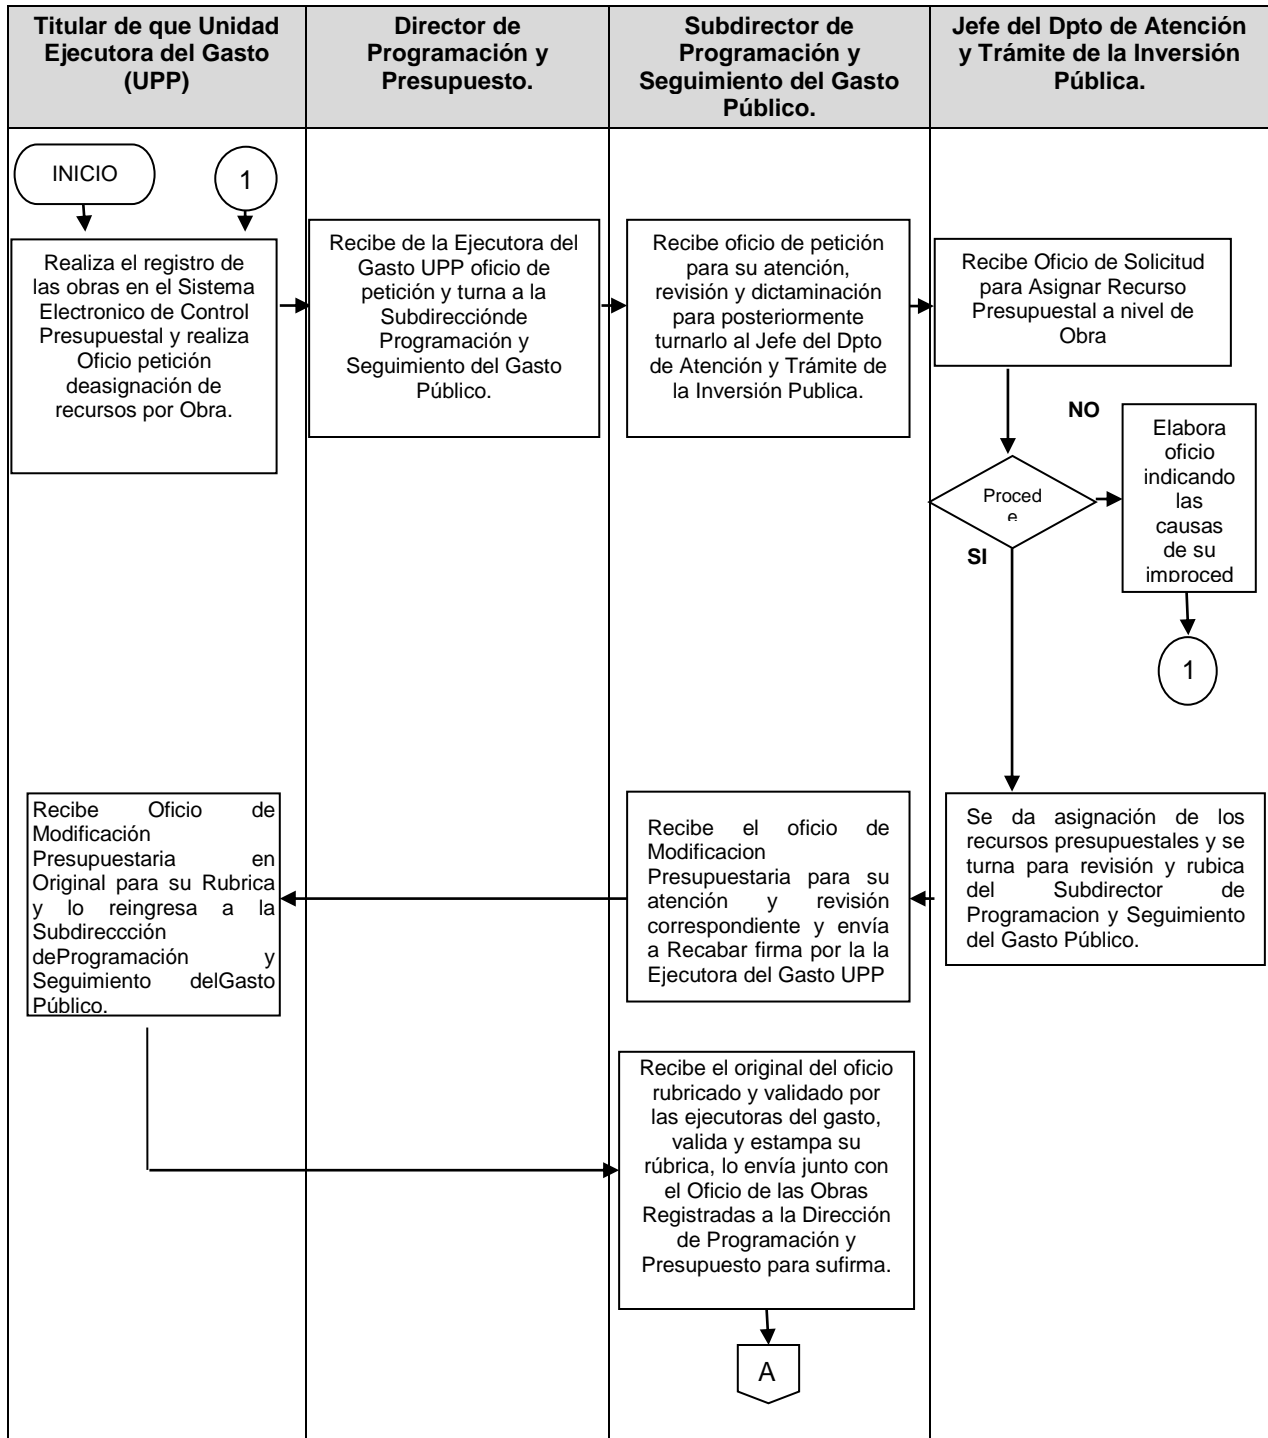 Titular de que Unidad
Ejecutora del Gasto
(UPP)
Director de
Programación y
Presupuesto.
Subdirector de
Programación y
Seguimiento del Gasto
Público.
Jefe del Dpto de Atención
y Trámite de la Inversión
Pública.
INICIO
1
Realiza el registro de
las obras en el Sistema
Electronico de Control
Presupuestal y realiza
Oficio petición
deasignación de
recursos por Obra.
Recibe de la Ejecutora del
Gasto UPP oficio de
petición y turna a la
Subdirecciónde
Programación y
Seguimiento del Gasto
Público.
Recibe oficio de petición
para su atención,
revisión y dictaminación
para posteriormente
turnarlo al Jefe del Dpto
de Atención y Trámite de
la Inversión Publica.
Recibe Oficio de Solicitud
para Asignar Recurso
Presupuestal a nivel de
Obra
NO
Elabora
oficio
indicando
las
causas
de su
improced
Proced
e
SI
1
Recibe Oficio de
Modificación
Presupuestaria en
Original para su Rubrica
y lo reingresa a la
Subdireccción
deProgramación y
Seguimiento delGasto
Público.
Recibe el oficio de
Modificacion
Presupuestaria para su
atención y revisión
correspondiente y envía
a Recabar firma por la la
Ejecutora del Gasto UPP
Se da asignación de los
recursos presupuestales y se
turna para revisión y rubica
del Subdirector de
Programacion y Seguimiento
del Gasto Público.
Recibe el original del oficio
rubricado y validado por
las ejecutoras del gasto,
valida y estampa su
rúbrica, lo envía junto con
el Oficio de las Obras
Registradas a la Dirección
de Programación y
Presupuesto para sufirma.
A